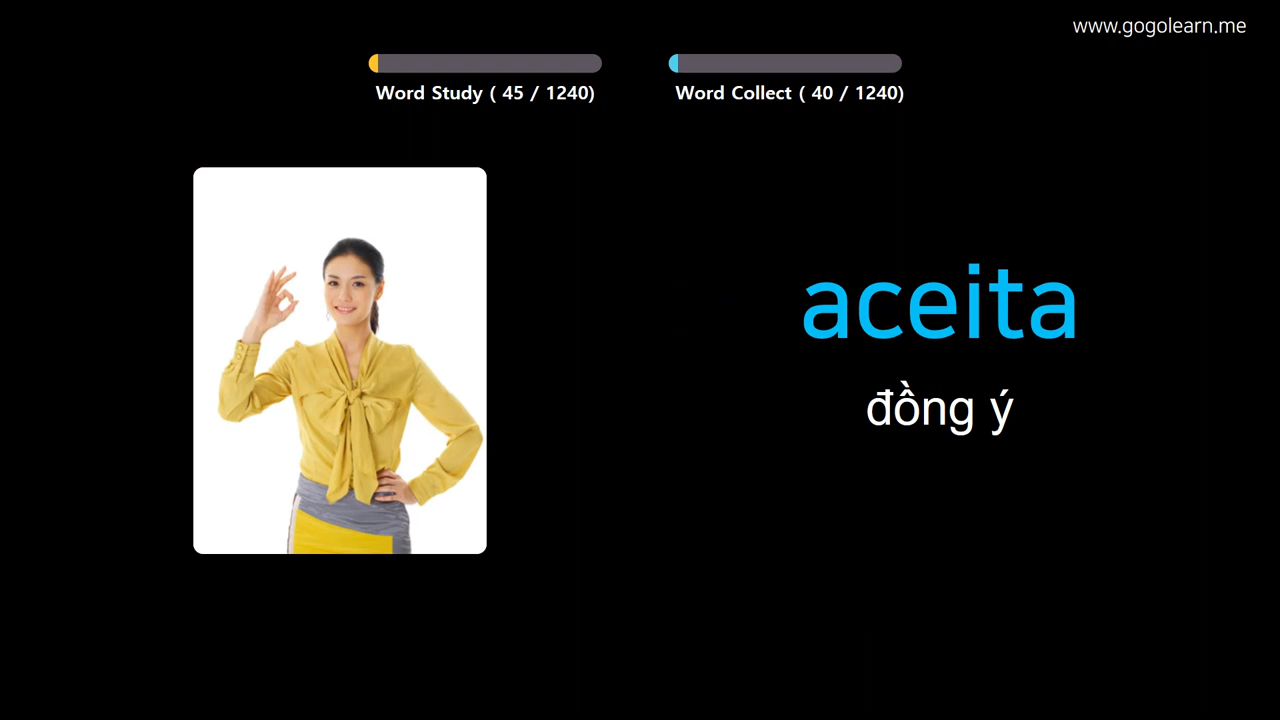 www.gogolearn.me
Word Study ( 45 / 1240)
Word Collect ( 40 / 1240)
aceita
đồng ý